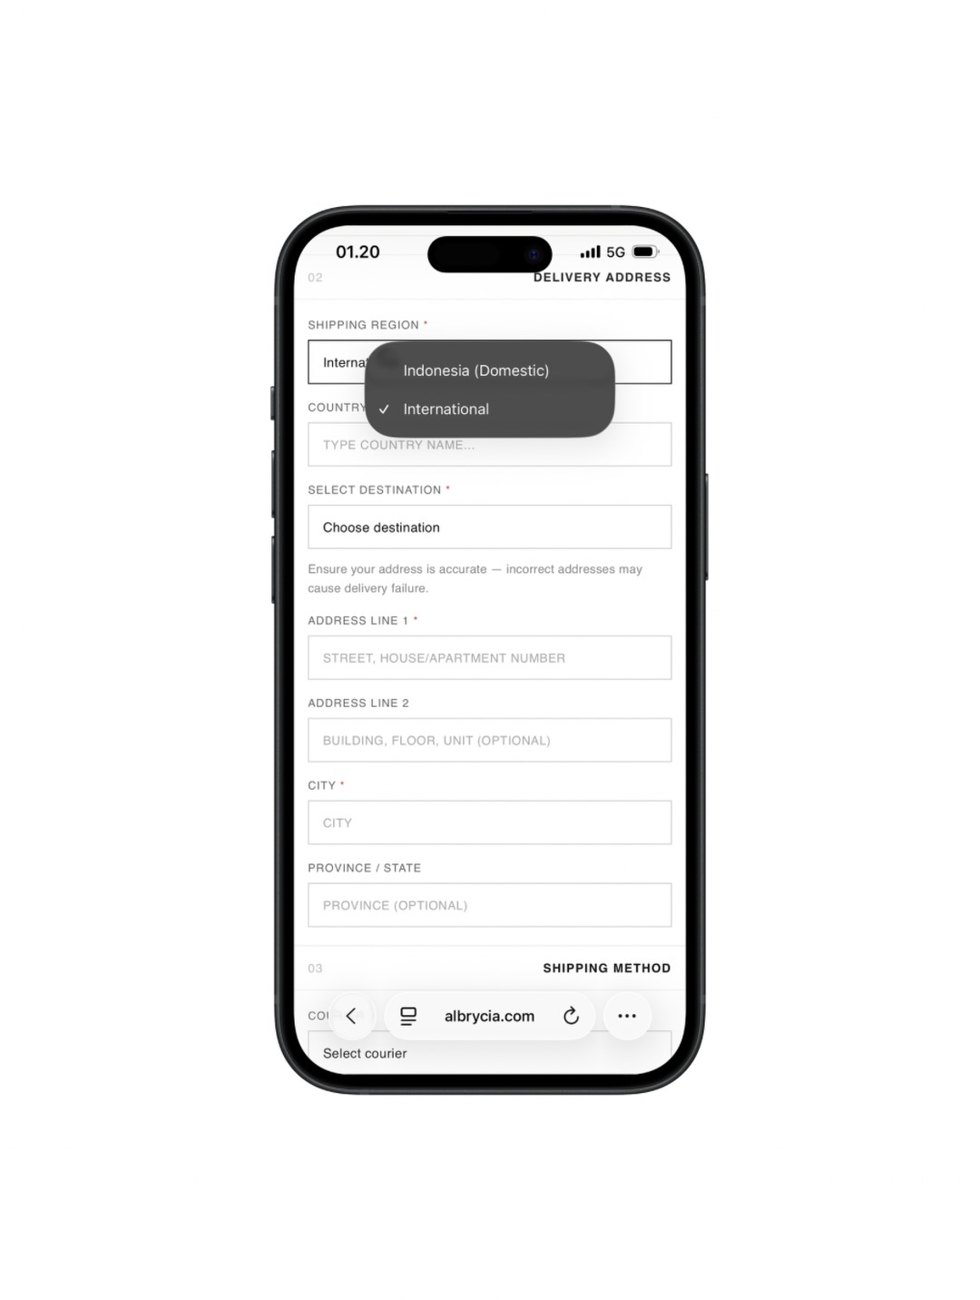 01.20
5G
02
DELIVERY ADDRESS
SHIPPING REGION *
Indonesia (Domestic)
✓ International
COUNTRY
TYPE COUNTRY NAME...
SELECT DESTINATION *
Choose destination
Ensure your address is accurate — incorrect addresses may
cause delivery failure.
ADDRESS LINE 1 *
STREET, HOUSE/APARTMENT NUMBER
ADDRESS LINE 2
BUILDING, FLOOR, UNIT (OPTIONAL)
CITY *
CITY
PROVINCE / STATE
PROVINCE (OPTIONAL)
03
SHIPPING METHOD
albrycia.com
Select courier